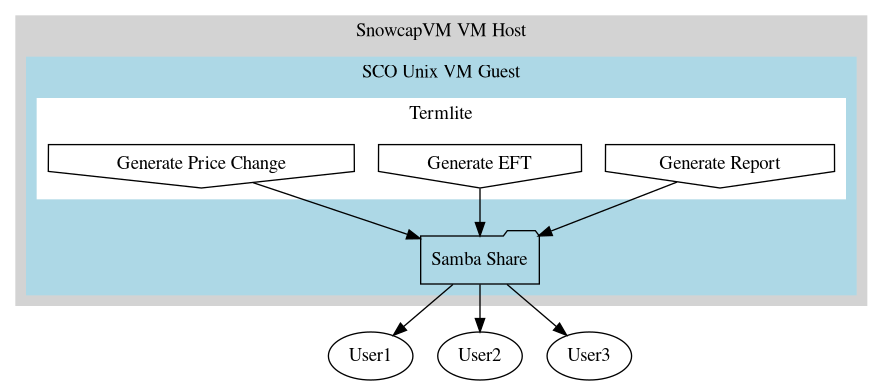 SnowcapVM VM Host
SCO Unix VM Guest
Termlite
Generate Price Change
Generate EFT
Generate Report
Samba Share
User1
User2
User3